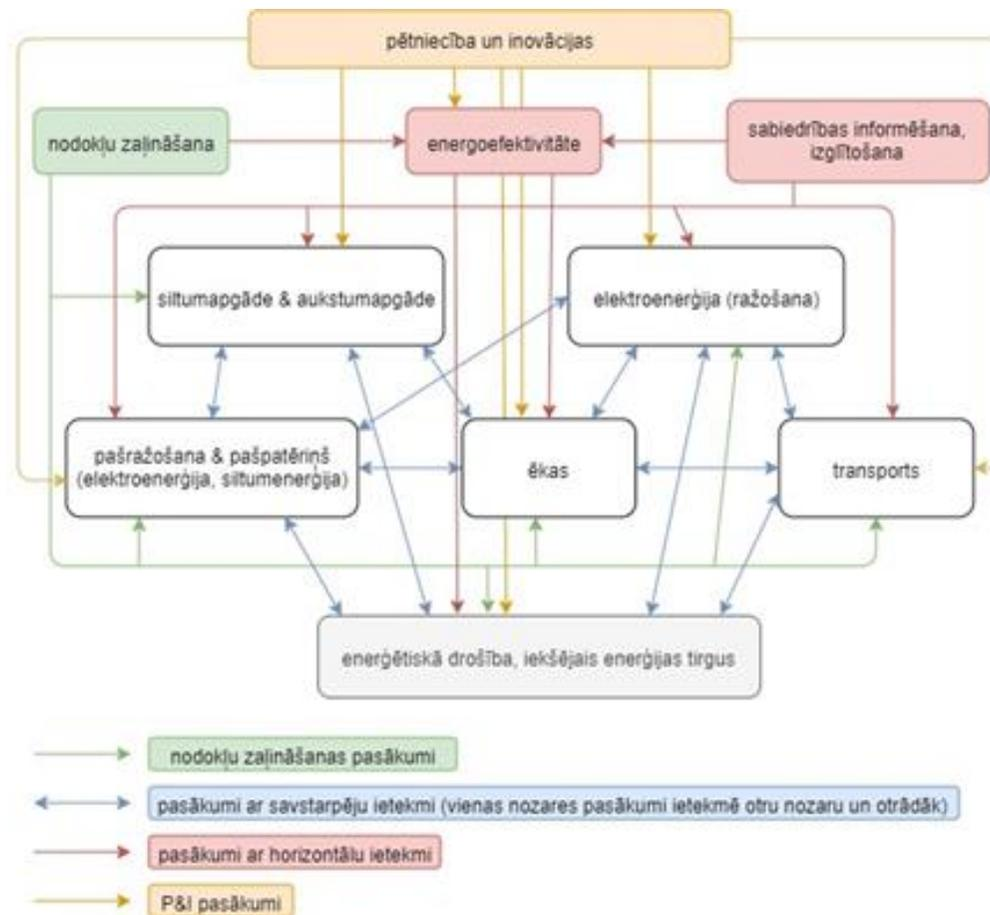 pētniecība un inovācijas
nodokļu zaļināšana
energoefektivitāte
sabiedrības informēšana,
izglītošana
siltumapgāde & aukstumapgāde
elektroenerģija (ražošana)
pašražošana & pašpatēriņš
(elektroenerģija, siltumenerģija)
ēkas
transports
enerģētiskā drošība, iekšējais enerģijas tirgus
nodokļu zaļināšanas pasākumi
pasākumi ar savstarpēju ietekmi (vienas nozares pasākumi ietekmē otru nozaru un otrādāk)
pasākumi ar horizontālu ietekmi
P&I pasākumi